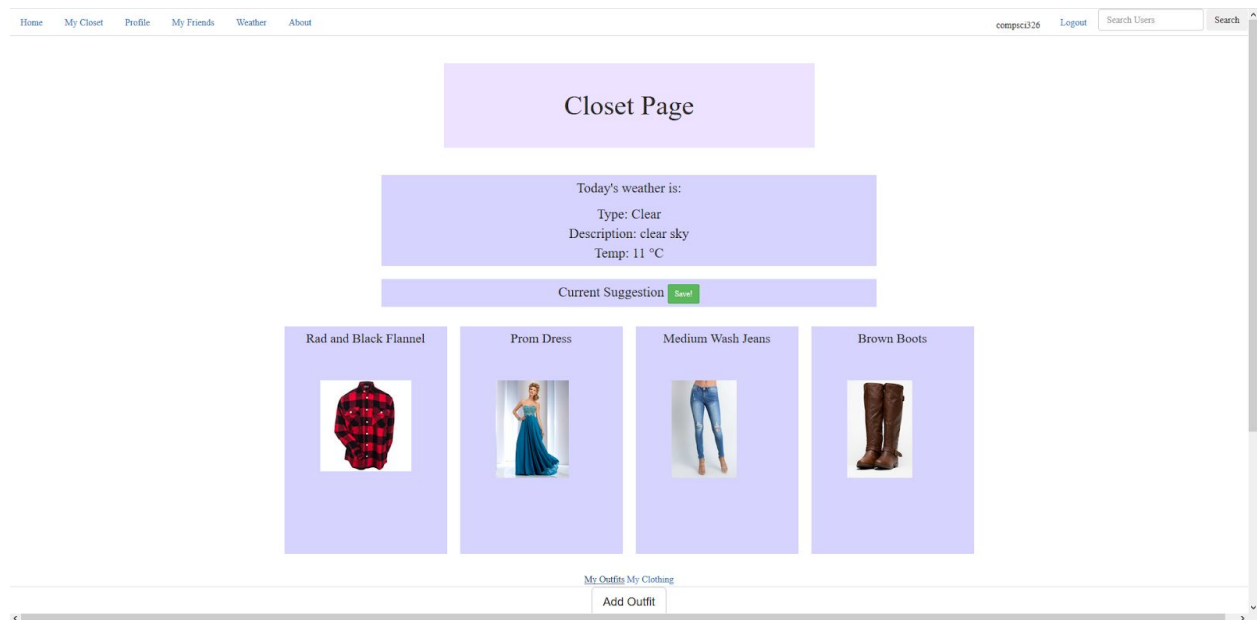 Home My Closet Profile My Friends Weather About compsci326 Logout Search Users Search
Closet Page
Today's weather is:
Type: Clear
Description: clear sky
Temp: 11 °C
Current Suggestion Save!
Rad and Black Flannel Prom Dress Medium Wash Jeans Brown Boots
My Outfits My Clothing
Add Outfit